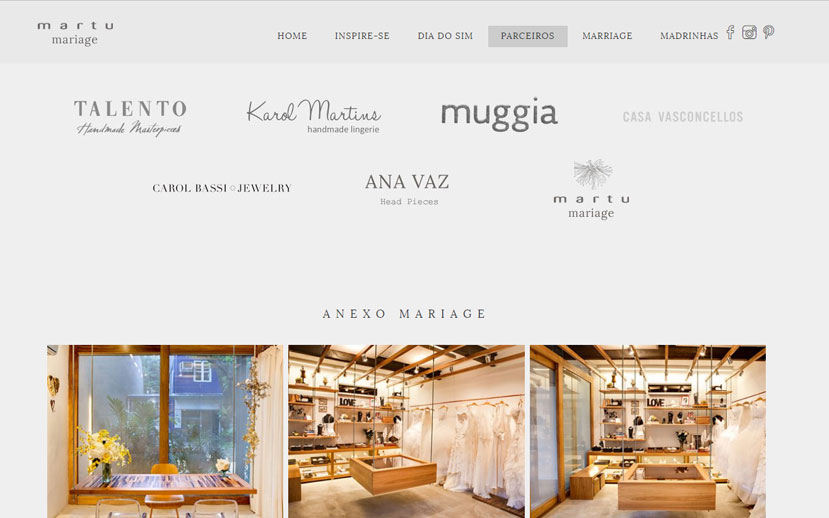 martu
mariage
HOME INSPIRE-SE DIA DO SIM PARCEIROS MARRIAGE MADRINHAS
TALENTO
Handmade Masterpieces
Karol Martins
handmade lingerie
muggia
CASA VASCONCELLOS
CAROL BASSI JEWELRY
ANA VAZ
Head Pieces
martu
mariage
ANEXO MARIAGE
LOVE
LOVE